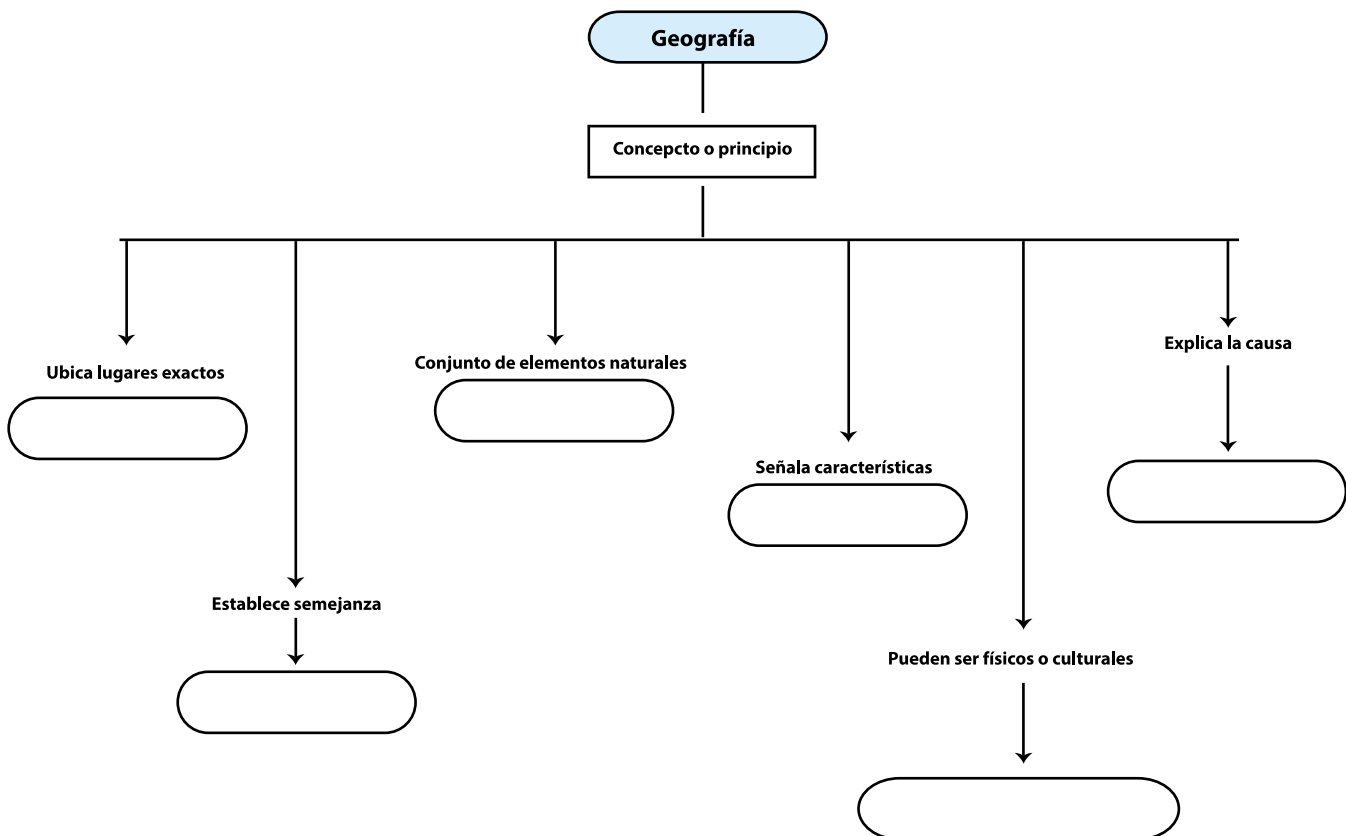 Geografía
Concepcto o principio
Ubica lugares exactos
Conjunto de elementos naturales
Explica la causa
Señala características
Establece semejanza
Pueden ser físicos o culturales